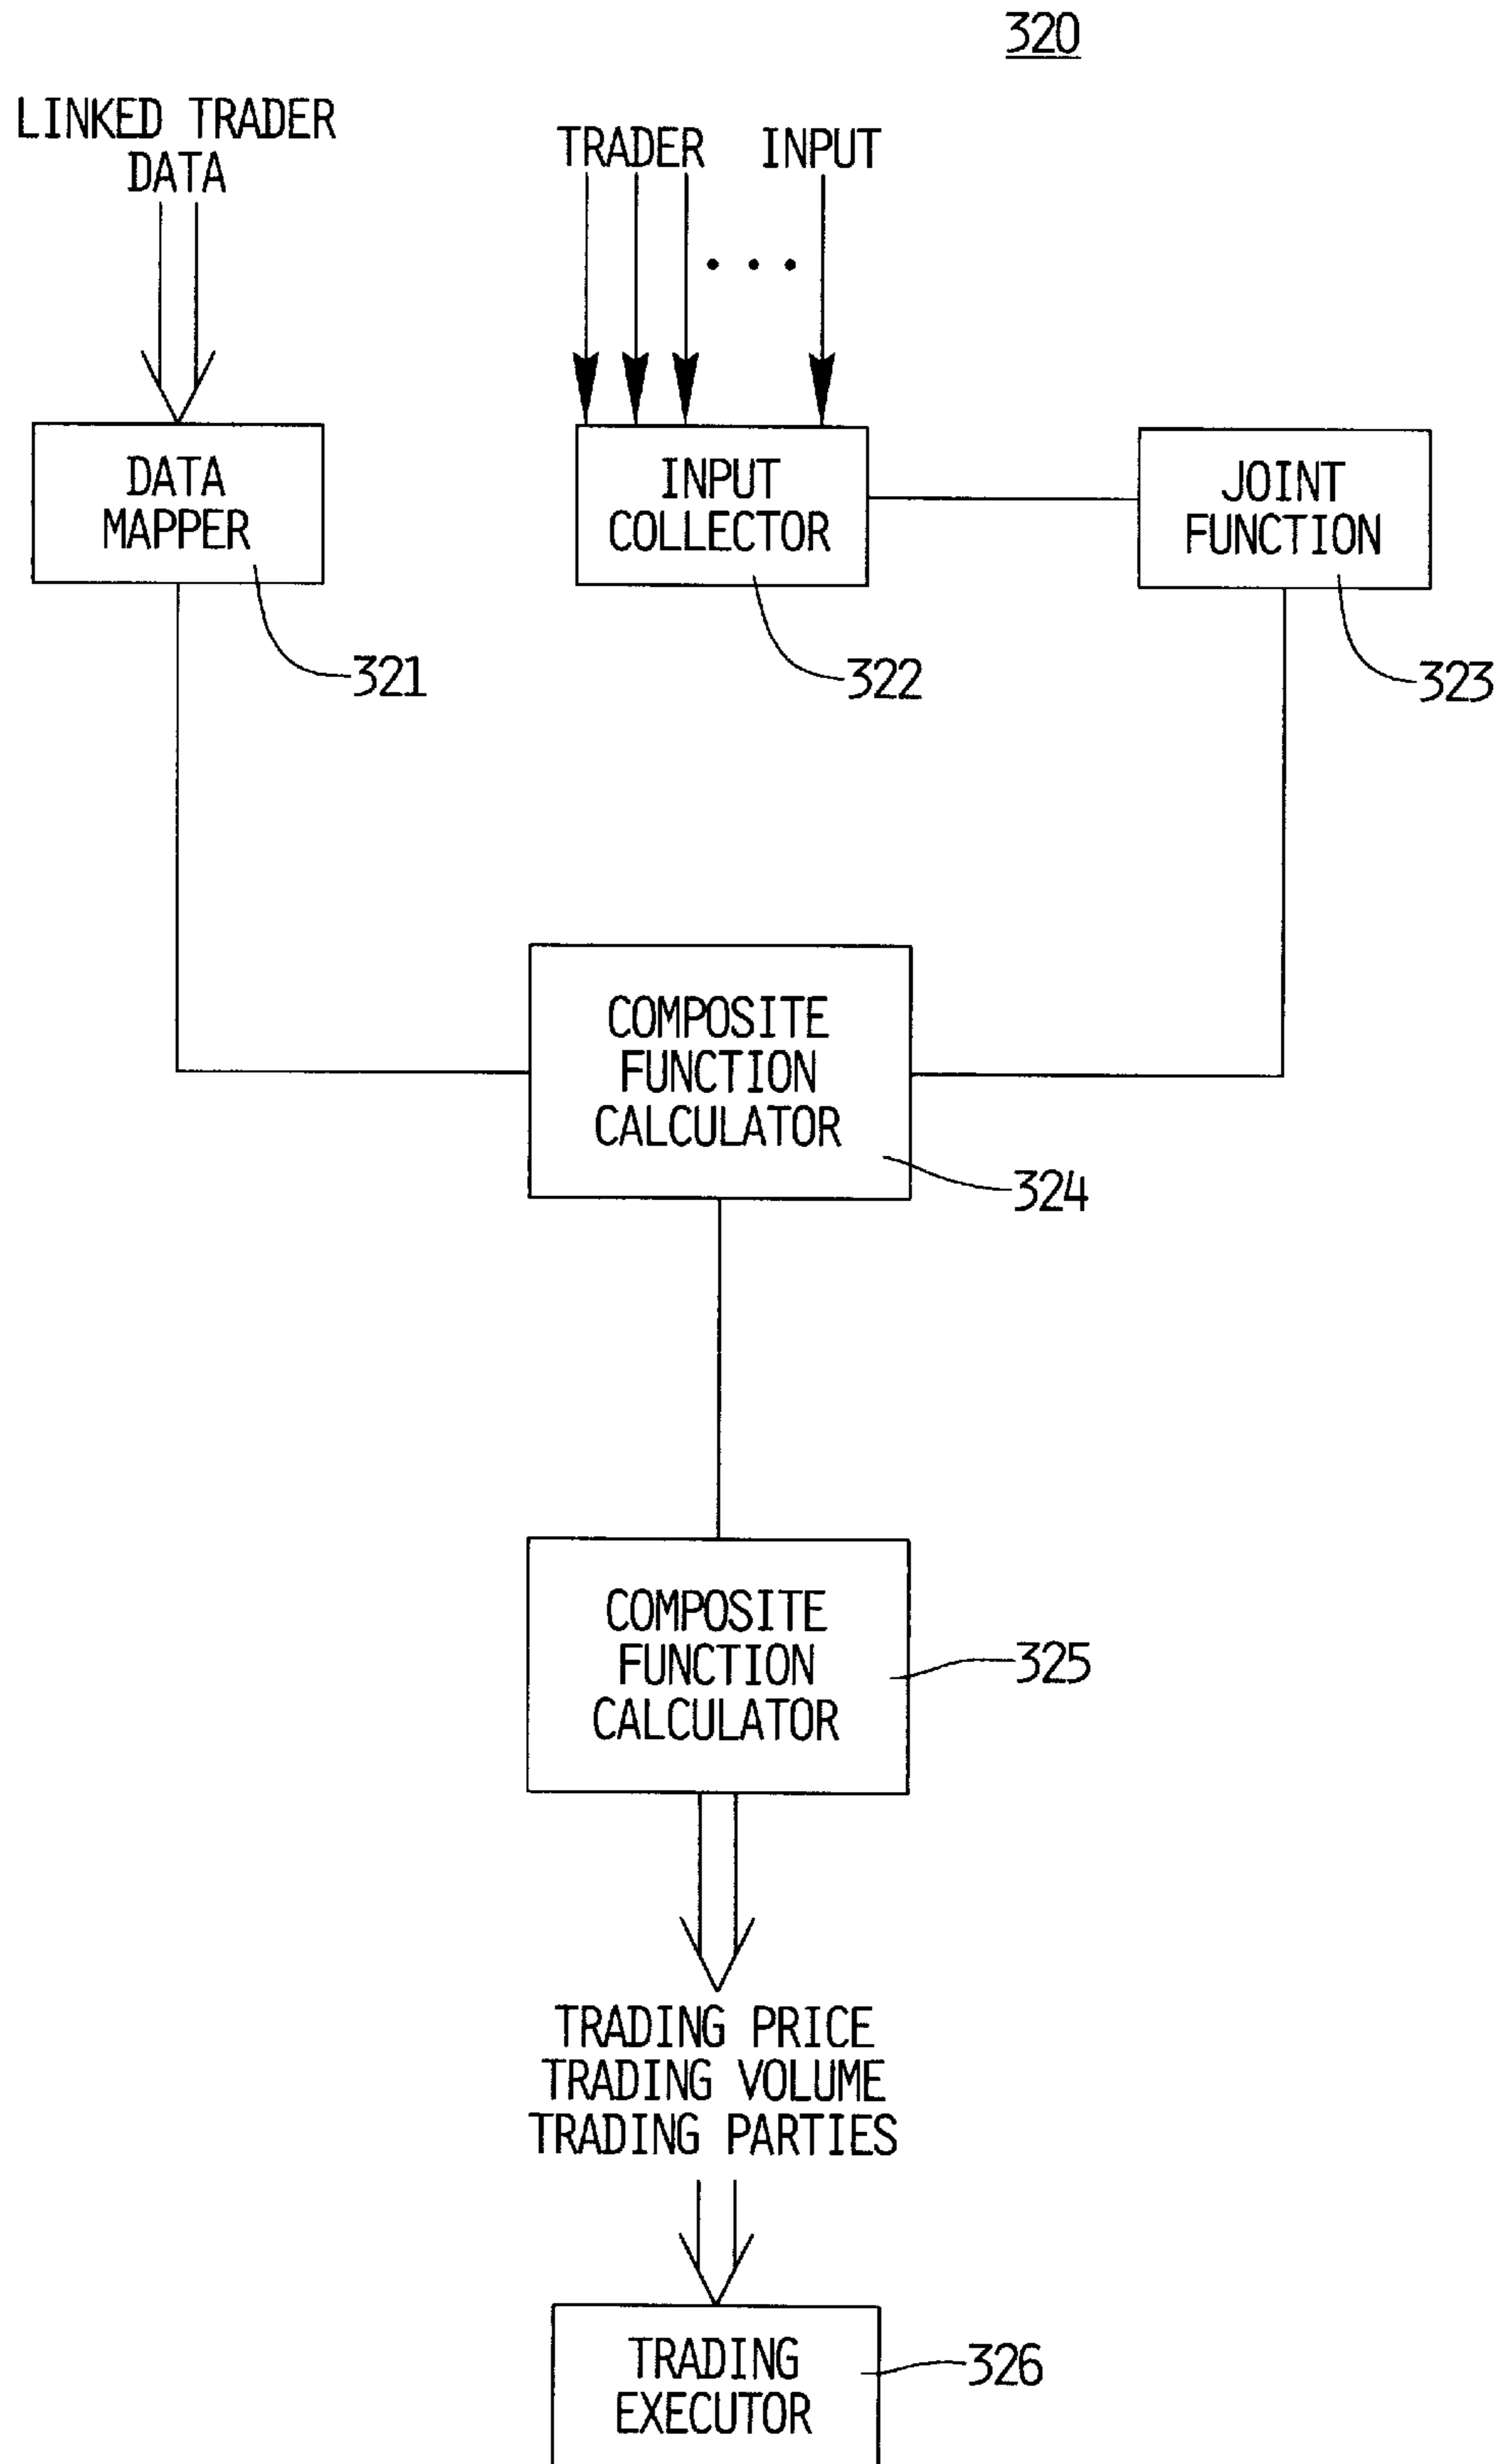 320
LINKED TRADER
DATA
TRADER INPUT
DATA
MAPPER
321
INPUT
COLLECTOR
322
JOINT
FUNCTION
323
COMPOSITE
FUNCTION
CALCULATOR
324
COMPOSITE
FUNCTION
CALCULATOR
325
TRADING PRICE
TRADING VOLUME
TRADING PARTIES
TRADING
EXECUTOR
326